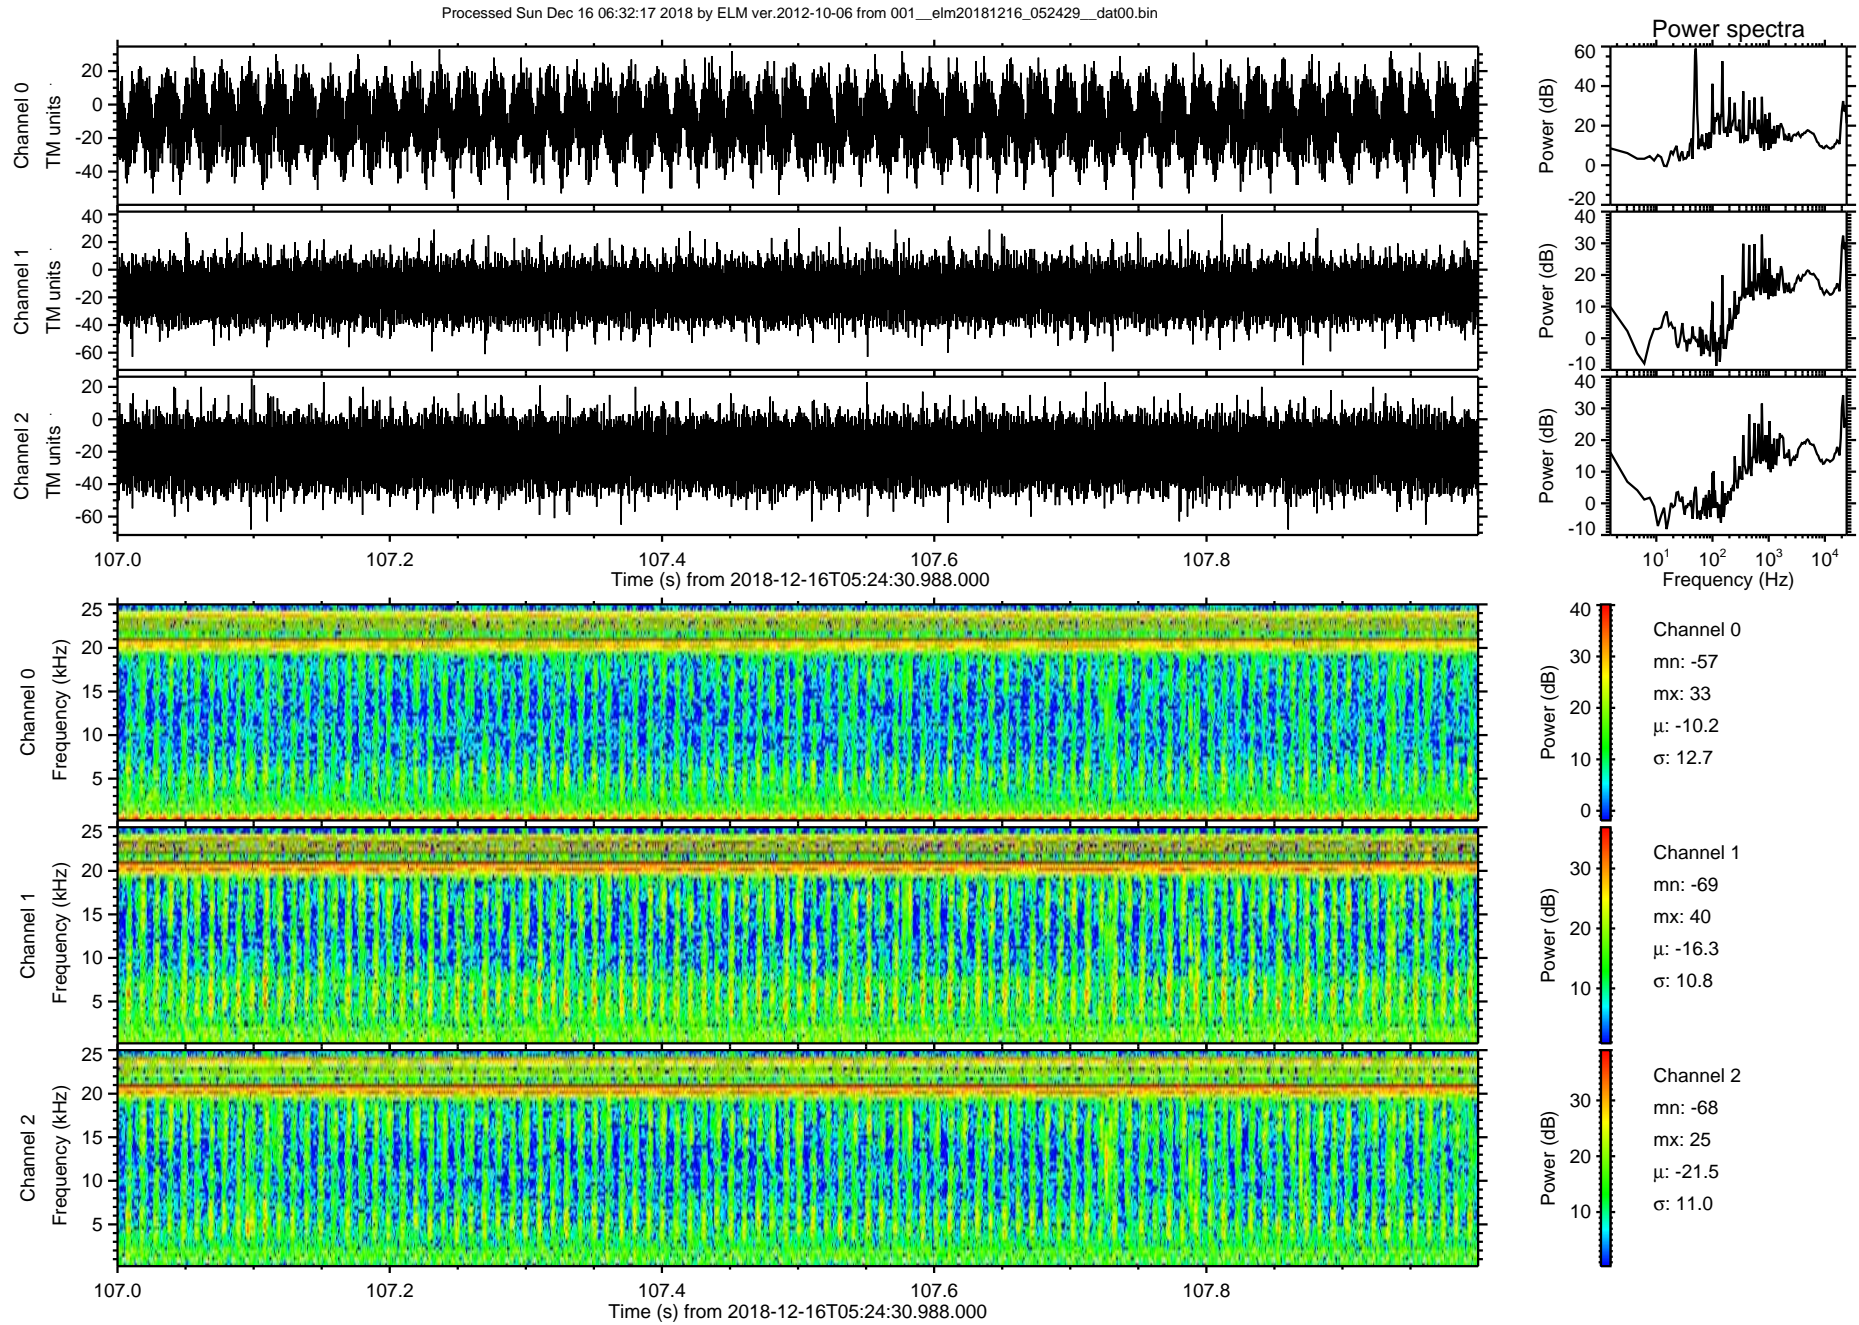 Processed Sun Dec 16 06:32:17 2018 by ELM ver.2012-10-06 from 001__elm20181216_052429__dat00.bin
Power spectra
Channel 0
TM units
20
0
-20
-40
Power (dB)
60
40
20
0
-20
Channel 1
TM units
40
20
0
-20
-40
-60
Power (dB)
40
30
20
10
0
-10
Channel 2
TM units
20
0
-20
-40
-60
Power (dB)
40
30
20
10
0
-10
107.0 107.2 107.4 107.6 107.8
Time (s) from 2018-12-16T05:24:30.988.000
10^1 10^2 10^3 10^4
Frequency (Hz)
Channel 0
Frequency (kHz)
25
20
15
10
5
Power (dB)
40
30
20
10
0
Channel 0
mn: -57
mx: 33
μ: -10.2
σ: 12.7
Channel 1
Frequency (kHz)
25
20
15
10
5
Power (dB)
30
20
10
Channel 1
mn: -69
mx: 40
μ: -16.3
σ: 10.8
Channel 2
Frequency (kHz)
25
20
15
10
5
Power (dB)
30
20
10
Channel 2
mn: -68
mx: 25
μ: -21.5
σ: 11.0
107.0 107.2 107.4 107.6 107.8
Time (s) from 2018-12-16T05:24:30.988.000